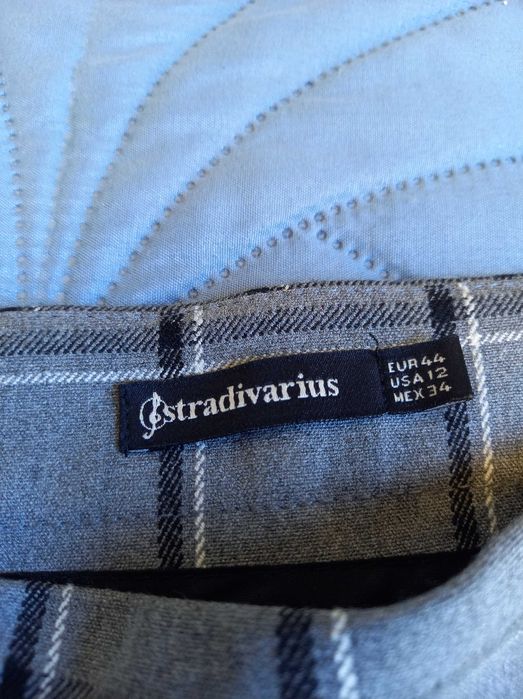 stradivarius
EUR 44
USA 12
MEX 34